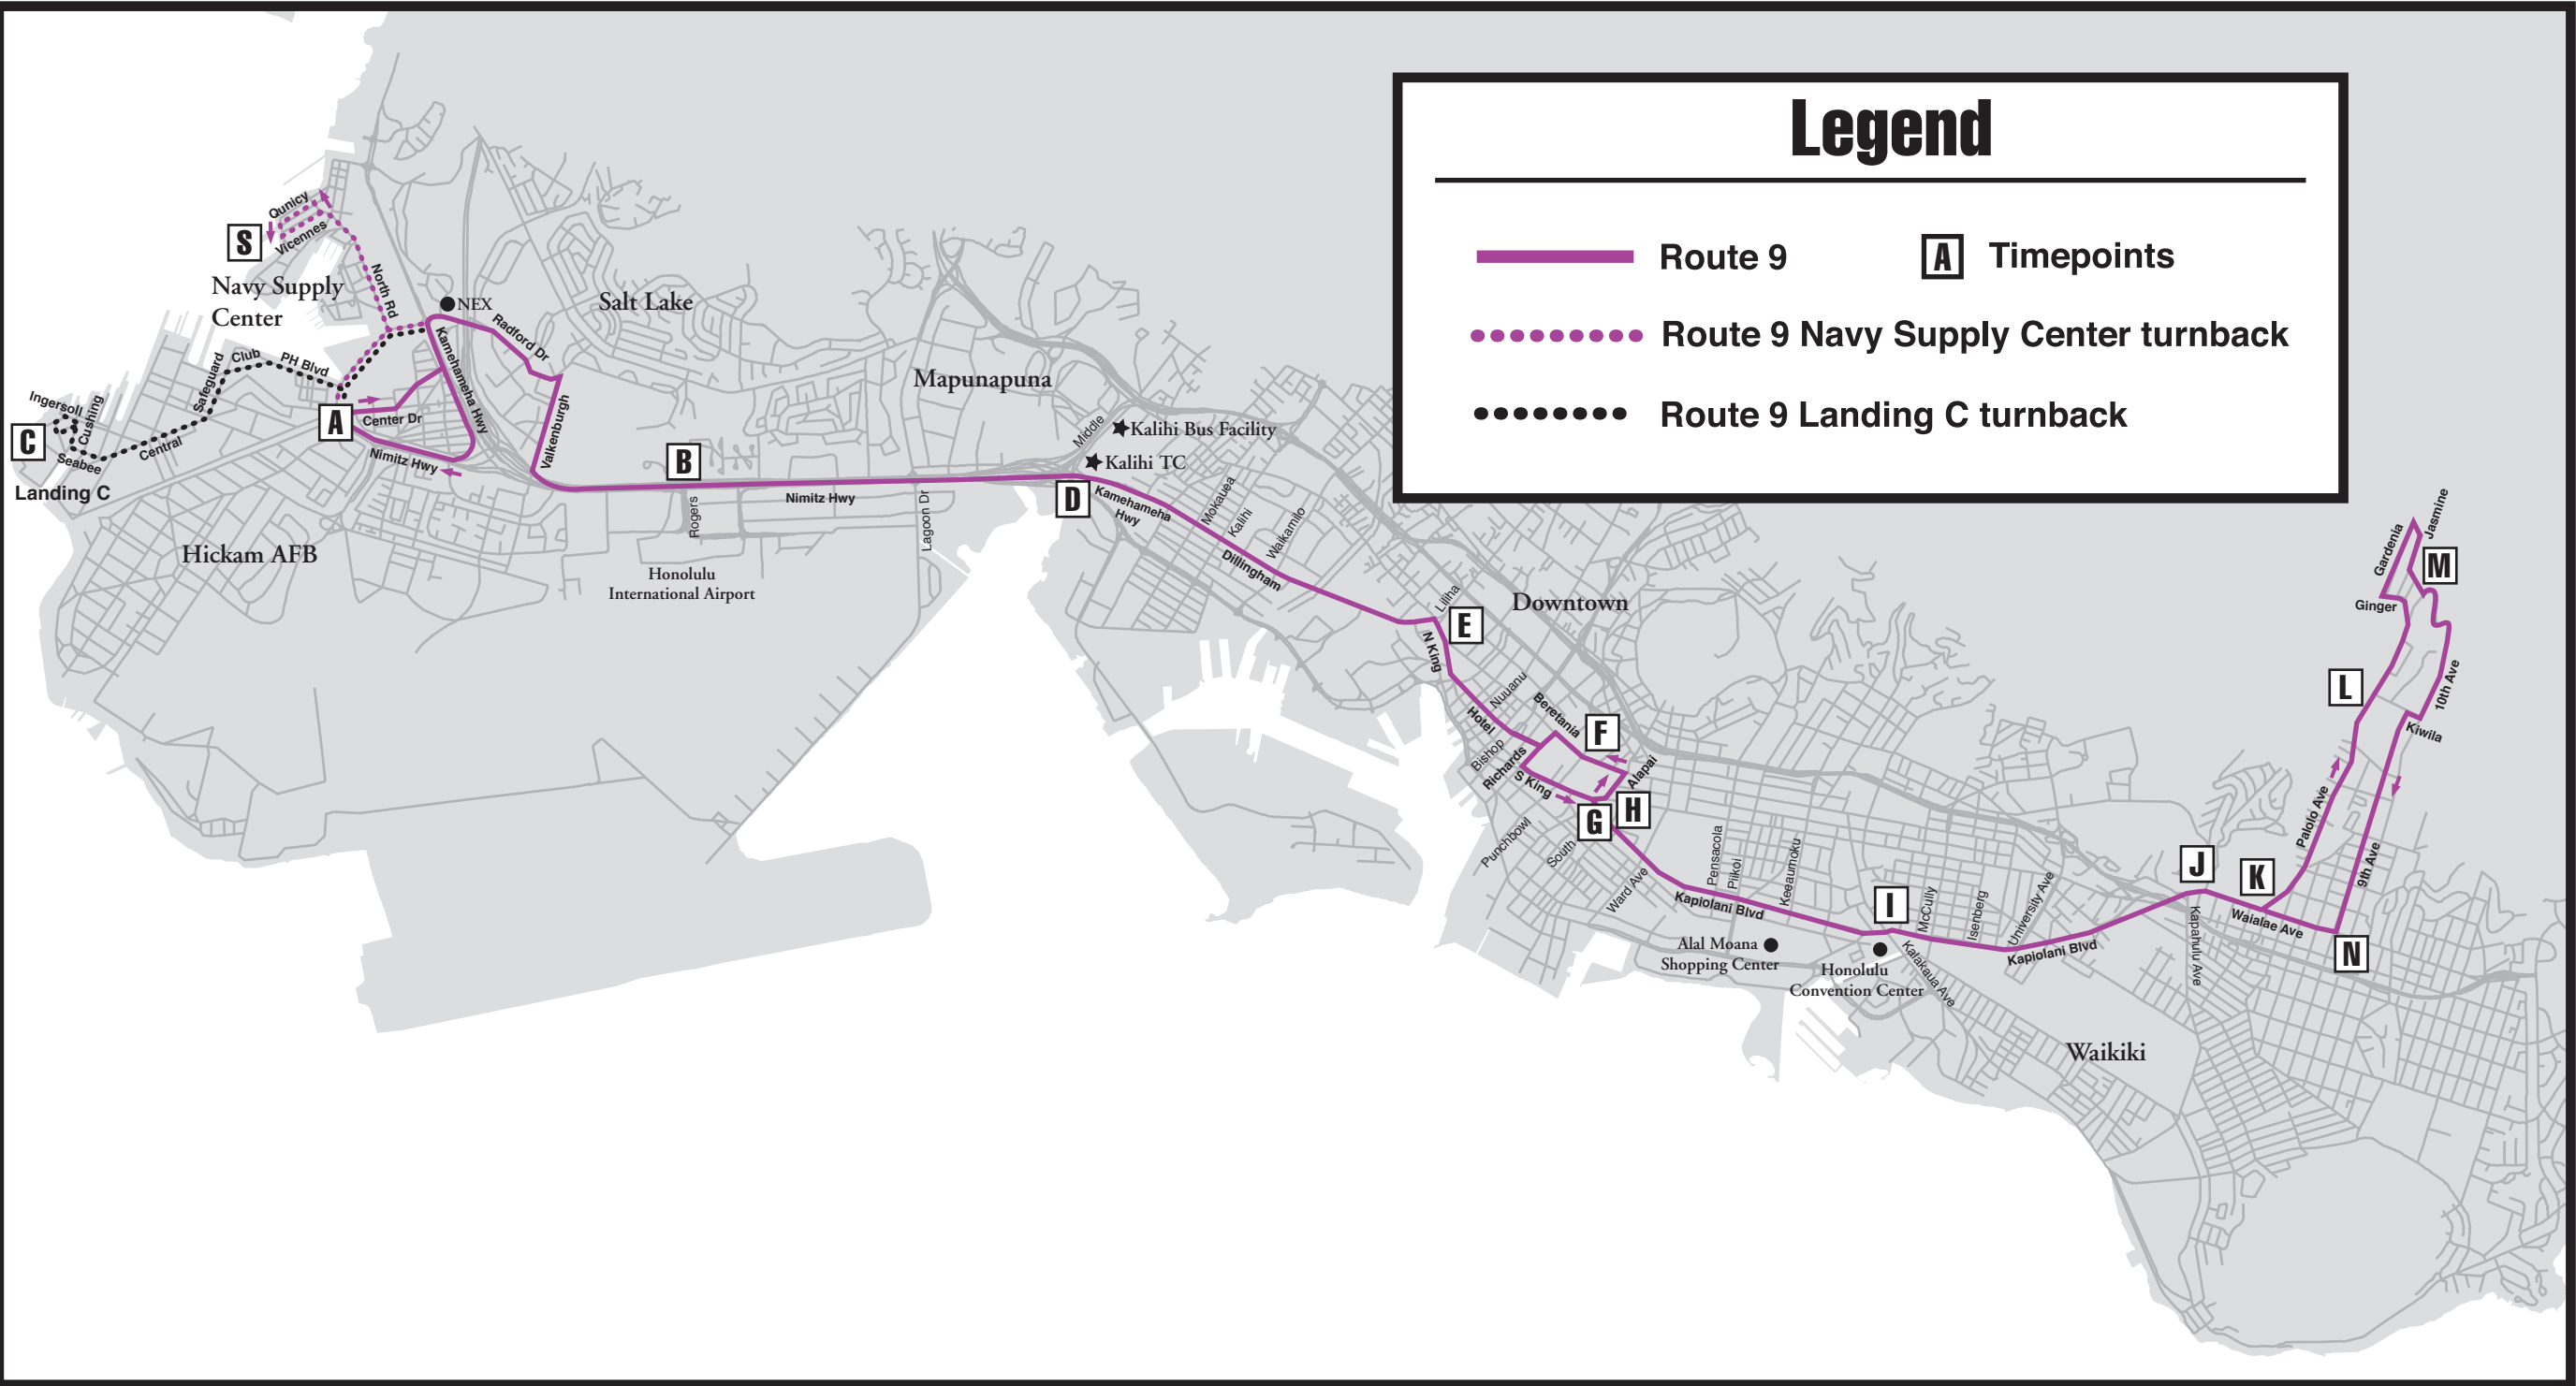 Legend
Route 9
A
Timepoints
Route 9 Navy Supply Center turnback
Route 9 Landing C turnback
Qunicy
S
Vicennes
Navy Supply
Center
North Rd
NEX
Radford Dr
Salt Lake
Kamehameha Hwy
Valkenburgh
Safeguard
Club
PH Blvd
Ingersoll
Cushing
C
Seabee
Central
Landing C
A
Center Dr
Nimitz Hwy
Hickam AFB
B
Rogers
Nimitz Hwy
Lagoon Dr
Honolulu
International Airport
Mapunapuna
Middle
Kalihi Bus Facility
Kalihi TC
D
Kamehameha
Hwy
Mokauea
Kalihi
Waikamilo
Dillingham
Liliha
E
Downtown
N King
Nuuanu
Hotel
Beretania
F
Bishop
Richards
S King
Alapai
G
H
Punchbowl
South
Ward Ave
Pensacola
Piikoi
Keeaumoku
Kapiolani Blvd
I
McCully
Isenberg
University Ave
Alal Moana
Shopping Center
Honolulu
Convention Center
Kalakaua Ave
Kapiolani Blvd
Waikiki
J
Kapahulu Ave
K
Waialae Ave
N
Palolo Ave
9th Ave
L
Kiwila
10th Ave
Ginger
Gardenia
Jasmine
M